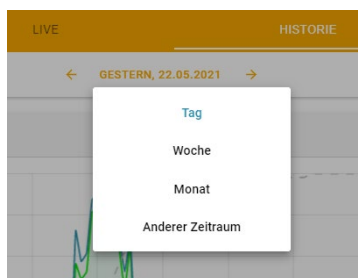 LIVE
HISTORIE
GESTERN, 22.05.2021
Tag
Woche
Monat
Anderer Zeitraum